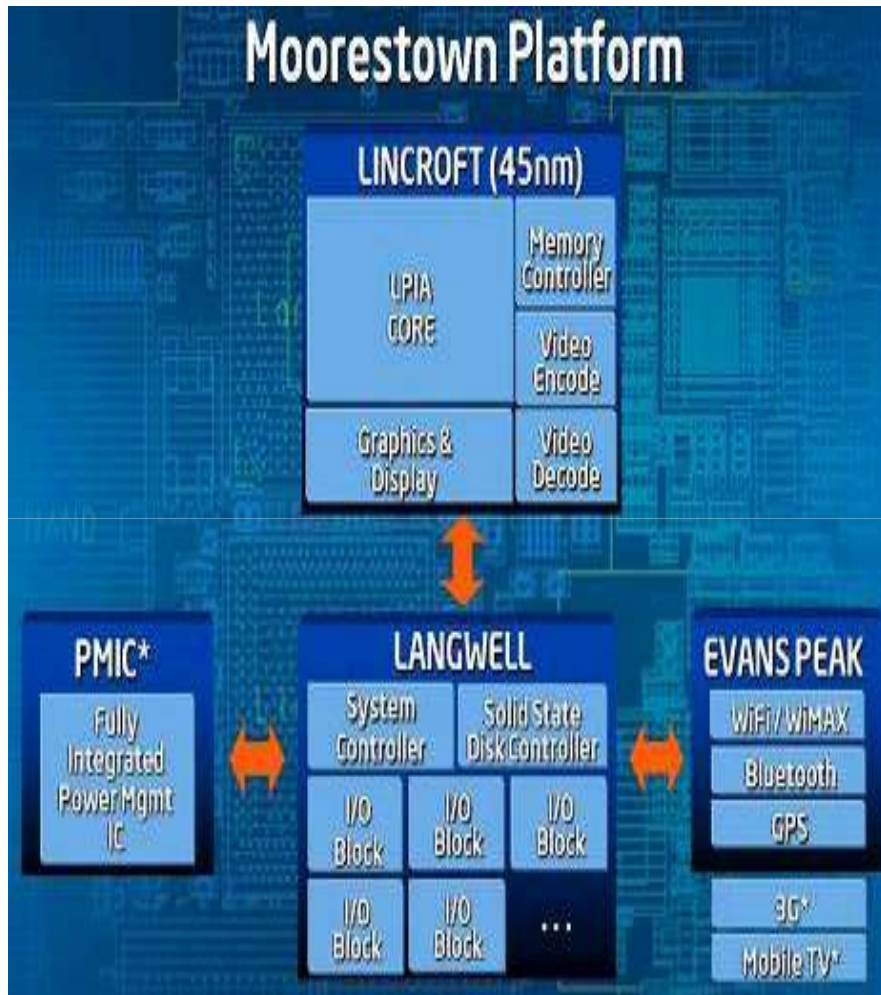 Moorestown Platform
LINCROFT (45nm)
LPIA
CORE
Memory
Controller
Video
Encode
Graphics &
Display
Video
Decode
PMIC*
Fully
Integrated
Power Mgmt
IC
LANGWELL
System
Controller
Solid State
Disk Controller
I/O
Block
I/O
Block
I/O
Block
I/O
Block
I/O
Block
...
EVANS PEAK
WiFi / WiMAX
Bluetooth
GPS
3G*
Mobile TV*